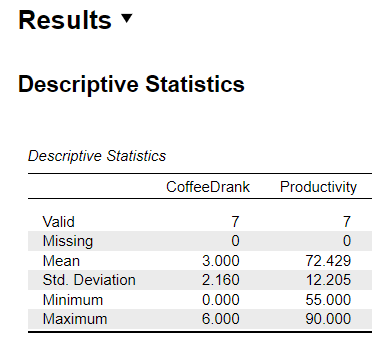 Results ▼
Descriptive Statistics
Descriptive Statistics
CoffeeDrank Productivity
Valid 7 7
Missing 0 0
Mean 3.000 72.429
Std. Deviation 2.160 12.205
Minimum 0.000 55.000
Maximum 6.000 90.000